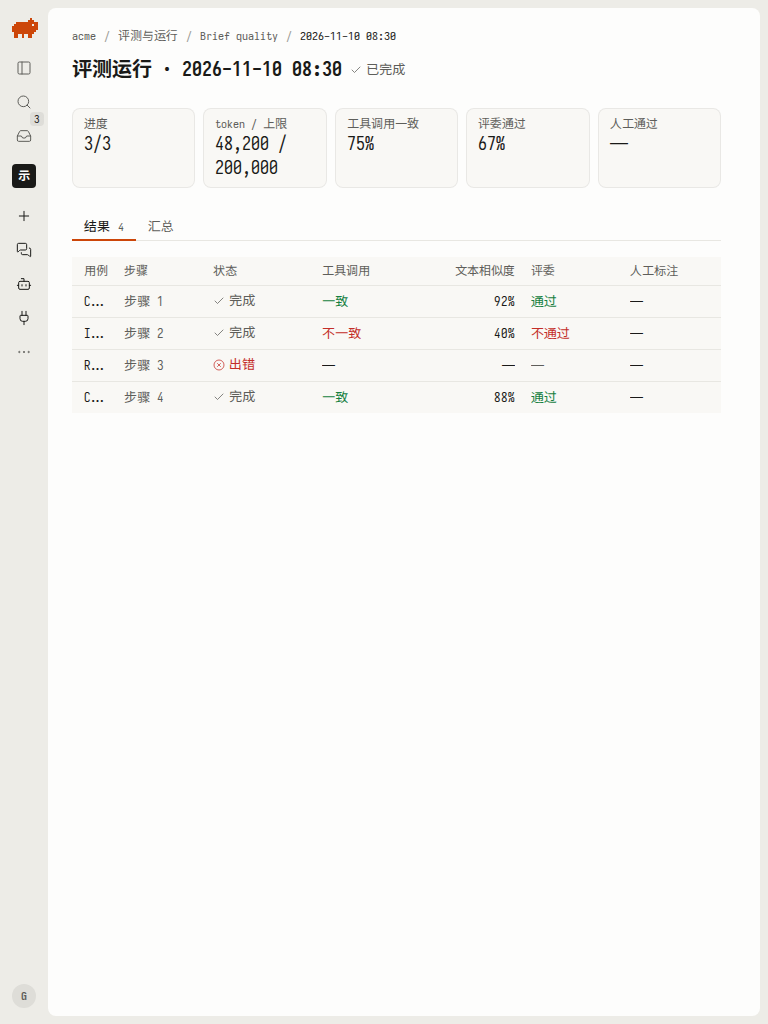 acme / 评测与运行 / Brief quality / 2026-11-10 08:30
评测运行 · 2026-11-10 08:30 已完成
3
示
进度
3/3
token / 上限
48,200 /
200,000
工具调用一致
75%
评委通过
67%
人工通过
—
结果 4 汇总
用例 步骤 状态 工具调用 文本相似度 评委 人工标注
C… 步骤 1 完成 一致 92% 通过 —
I… 步骤 2 完成 不一致 40% 不通过 —
R… 步骤 3 出错 — — — —
C… 步骤 4 完成 一致 88% 通过 —
G